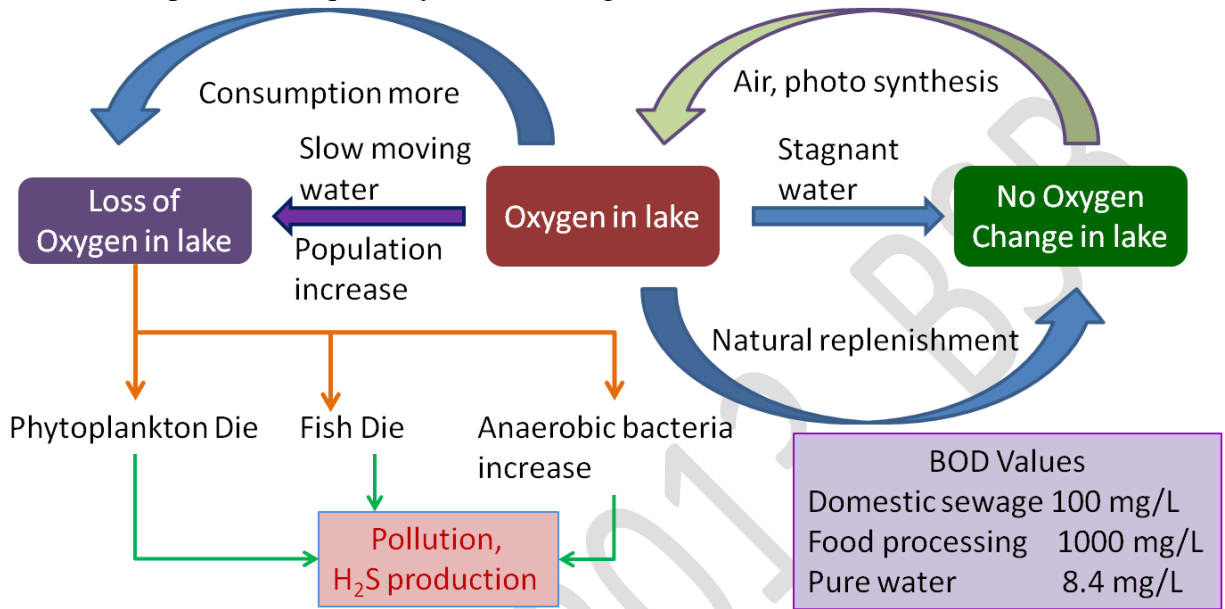 Consumption more
Air, photo synthesis
Slow moving
water
Stagnant
water
Loss of
Oxygen in lake
Oxygen in lake
No Oxygen
Change in lake
Population
increase
Natural replenishment
Phytoplankton Die
Fish Die
Anaerobic bacteria
increase
Pollution,
H₂S production
BOD Values
Domestic sewage 100 mg/L
Food processing 1000 mg/L
Pure water 8.4 mg/L